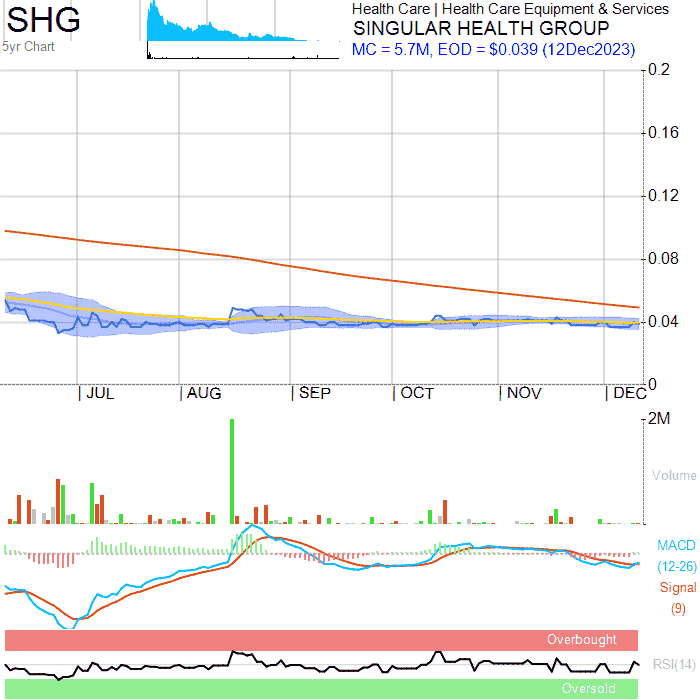 SHG
5yr Chart
Health Care | Health Care Equipment & Services
SINGULAR HEALTH GROUP
MC = 5.7M, EOD = $0.039 (12Dec2023)
0.2
0.16
0.12
0.08
0.04
0
| JUL | AUG | SEP | OCT | NOV | DEC
2M
Volume
MACD
(12-26)
Signal
(9)
Overbought
RSI(14)
Oversold